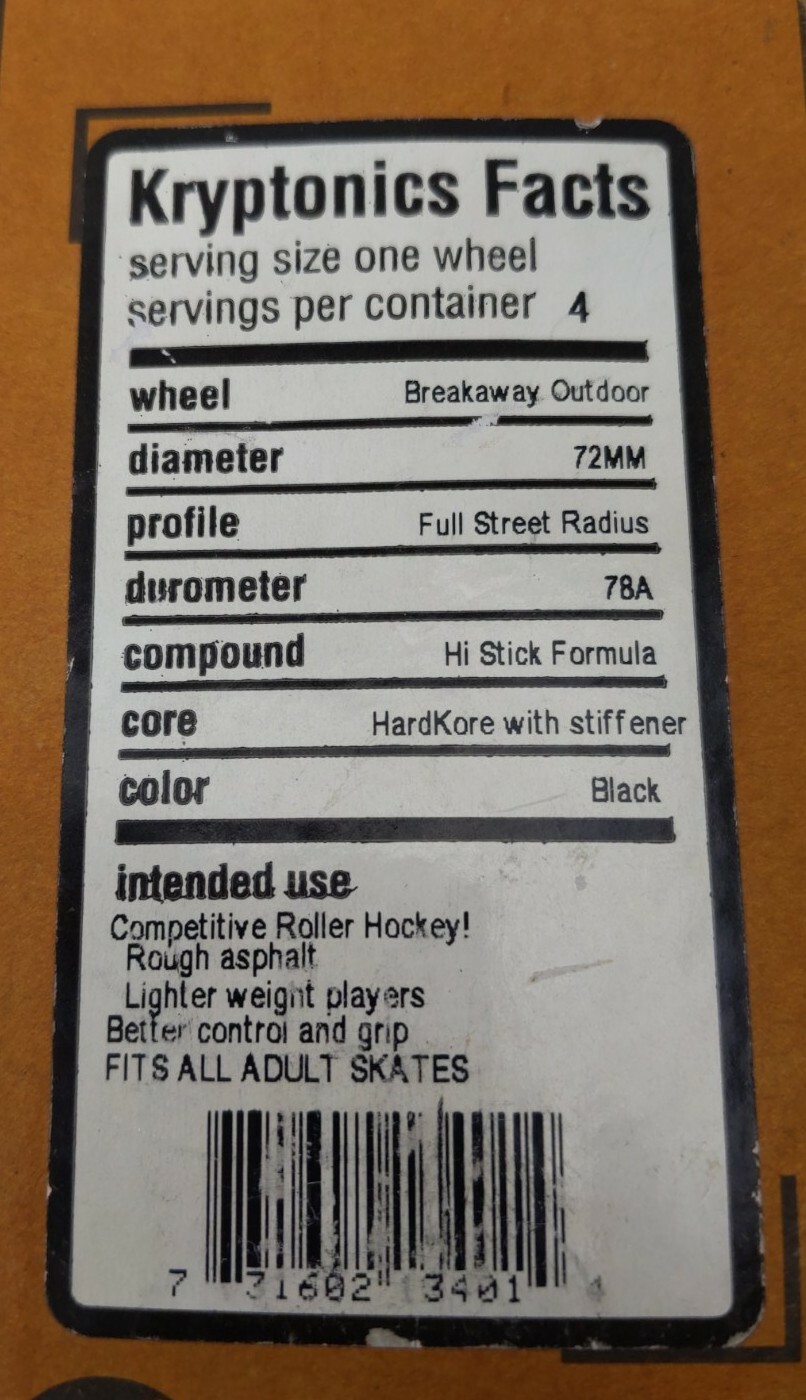 Kryptonics Facts
serving size one wheel
servings per container 4
wheel Breakaway Outdoor
diameter 72MM
profile Full Street Radius
durometer 78A
compound Hi Stick Formula
core HardKore with stiffener
color Black
intended use
Competitive Roller Hockey!
Rough asphalt
Lighter weight players
Better control and grip
FITS ALL ADULT SKATES
7